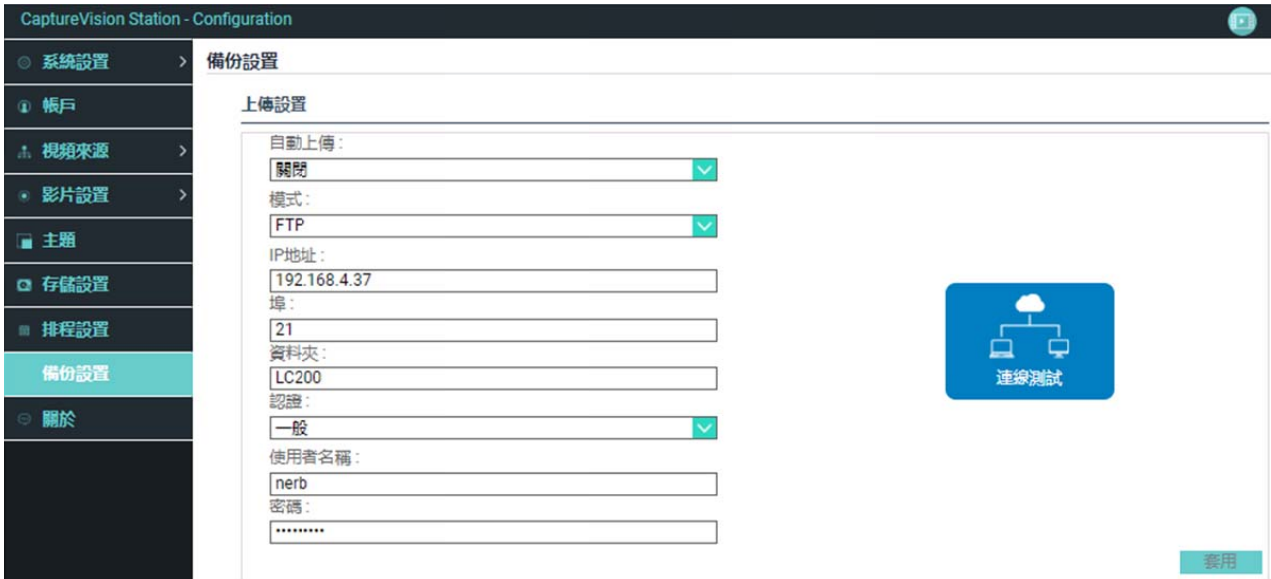 CaptureVision Station - Configuration
系統設置
帳戶
視頻來源
影片設置
主題
存儲設置
排程設置
備份設置
關於
備份設置
上傳設置
自動上傳:
關閉
模式:
FTP
IP地址:
192.168.4.37
埠:
21
資料夾:
LC200
認證:
一般
使用者名稱:
nerb
密碼:
•••••••••
連線測試
套用